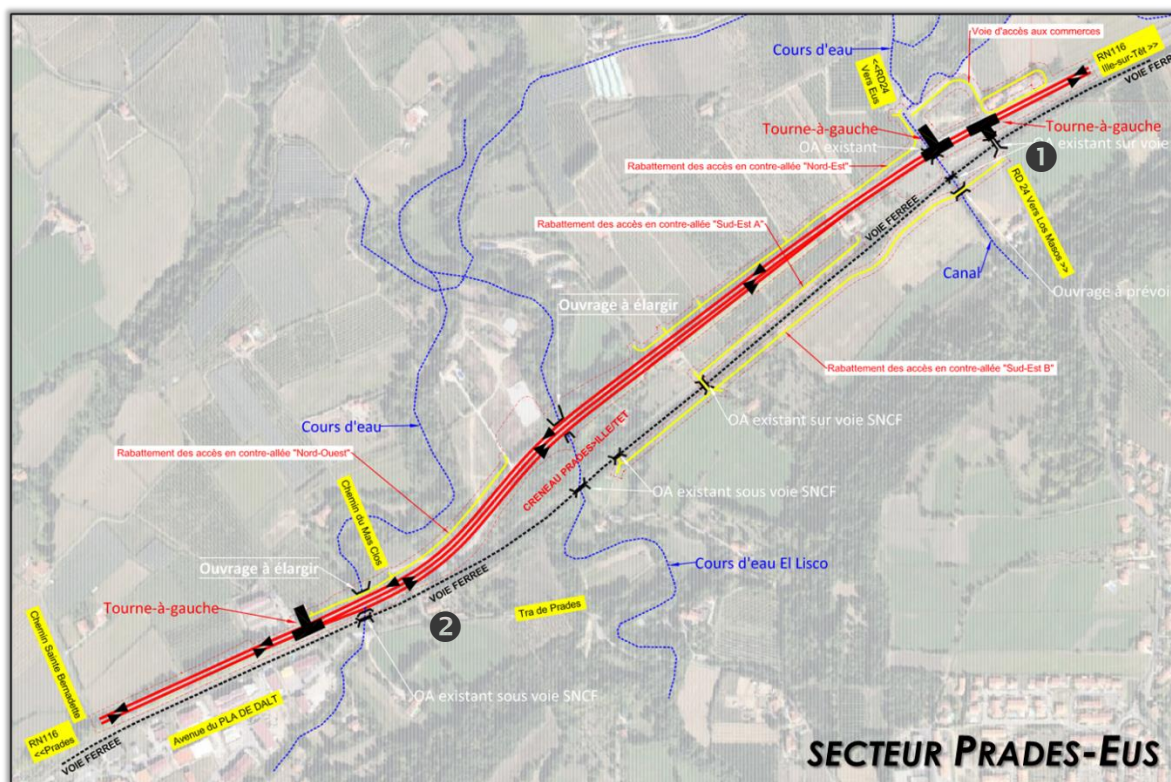 Voie d'accès aux commerces
Cours d'eau
RN116
Ille-sur-Têt >>
<<RD24
Vers Eus
VOIE FERR
Tourne-à-gauche
Tourne-à-gauche
OA existant
OA existant sur voie
1
Rabattement des accès en contre-allée "Nord-Est"
RD 24 Vers Los Masos >>
Rabattement des accès en contre-allée "Sud-Est A"
VOIE FERREE
Canal
Ouvrage à prévoi
Ouvrage à élargir
Rabattement des accès en contre-allée "Sud-Est B"
OA existant sur voie SNCF
Cours d'eau
CRENEAU PRADES>ILLE/TET
Rabattement des accès en contre-allée "Nord-Ouest"
OA existant sous voie SNCF
Chemin du Mas Clos
Ouvrage à élargir
Cours d'eau El Lisco
VOIE FERREE
Tourne-à-gauche
Tra de Prades
2
Chemin Sainte Bernadette
OA existant sous voie SNCF
Avenue du PLA DE DALT
RN116
<<Prades
VOIE FERREE
SECTEUR PRADES-EUS